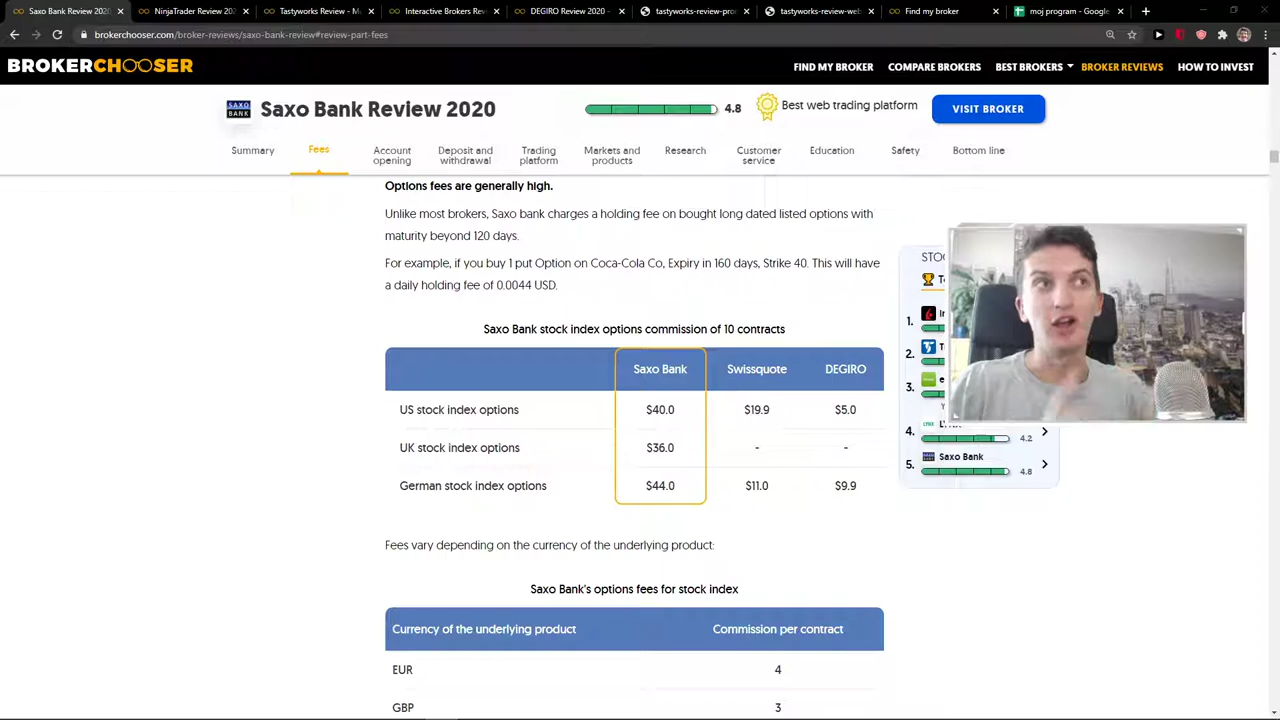 Saxo Bank Review 2020
NinjaTrader Review 202
Tastyworks Review - M
Interactive Brokers Revi
DEGIRO Review 2020 -
tastyworks-review-pro
tastyworks-review-web
Find my broker
moj program - Google
brokerchooser.com/broker-reviews/saxo-bank-review#review-part-fees
BROKERCHOOSER
FIND MY BROKER
COMPARE BROKERS
BEST BROKERS
BROKER REVIEWS
HOW TO INVEST
SAXO BANK
Saxo Bank Review 2020
4.8
Best web trading platform
VISIT BROKER
Summary
Fees
Account opening
Deposit and withdrawal
Trading platform
Markets and products
Research
Customer service
Education
Safety
Bottom line
Options fees are generally high.
Unlike most brokers, Saxo bank charges a holding fee on bought long dated listed options with
maturity beyond 120 days.
For example, if you buy 1 put Option on Coca-Cola Co, Expiry in 160 days, Strike 40. This will have
a daily holding fee of 0.0044 USD.
Saxo Bank stock index options commission of 10 contracts
Saxo Bank Swissquote DEGIRO
US stock index options $40.0 $19.9 $5.0
UK stock index options $36.0 - -
German stock index options $44.0 $11.0 $9.9
Fees vary depending on the currency of the underlying product:
Saxo Bank's options fees for stock index
Currency of the underlying product Commission per contract
EUR 4
GBP 3
1.
2.
3.
4. 4.2
5. Saxo Bank
4.8